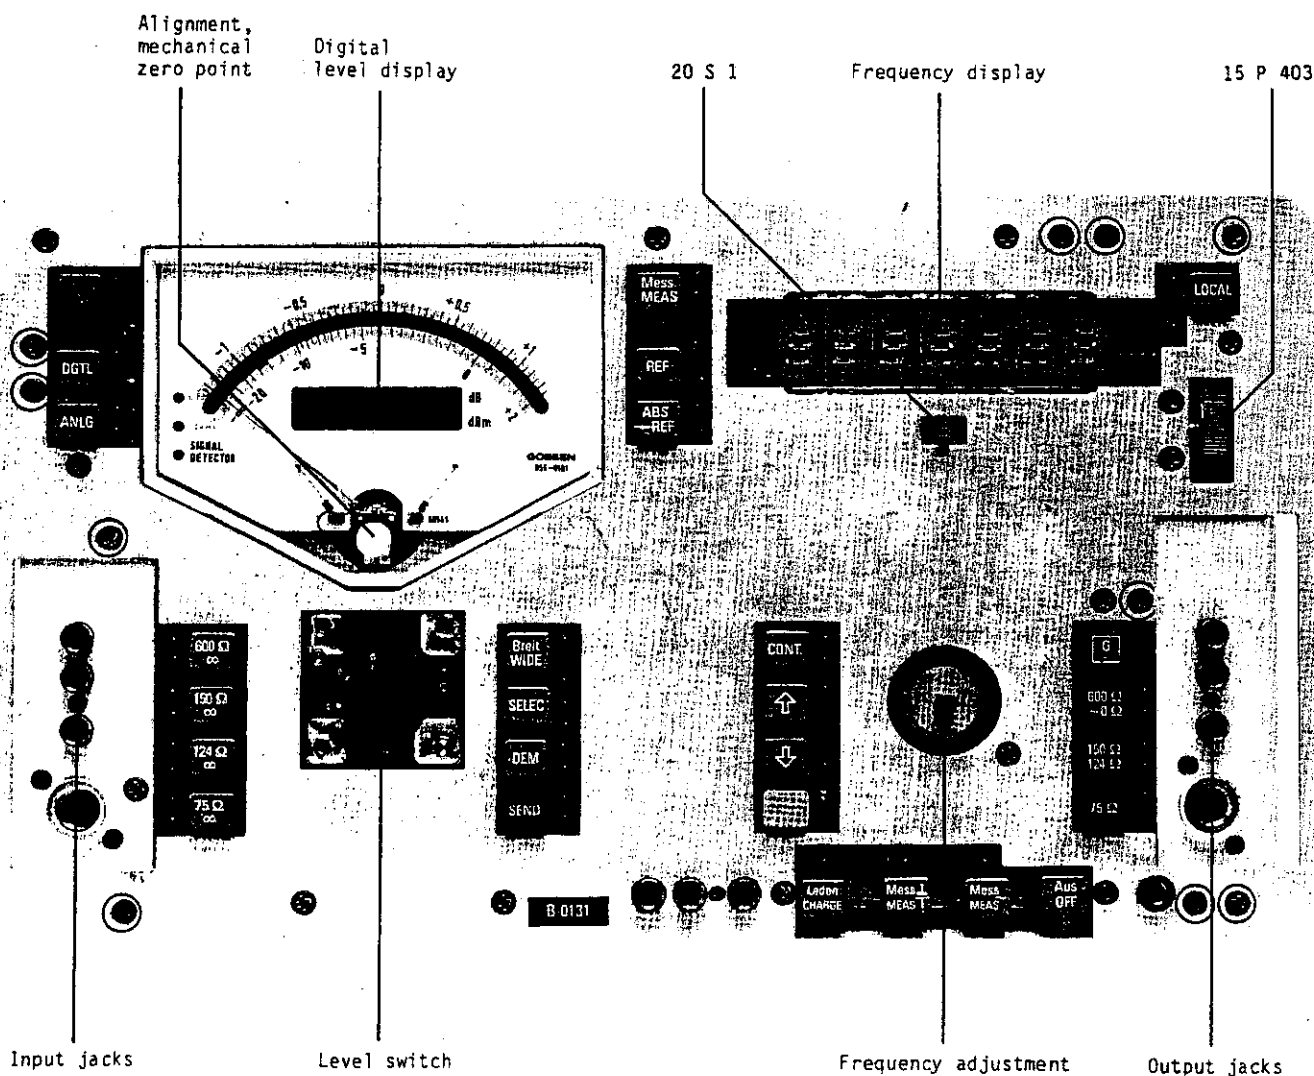 Alignment,
mechanical
zero point
Digital
level display
20 S 1
Frequency display
15 P 403
DGTL
ANLG
-1
-0.5
0
+0.5
+1
-20
-10
-5
0
+2
dB
dBm
SIGNAL
DETECTOR
GOSSEN
Mess
MEAS
REF
ABS
-REF
LOCAL
600 Ω
∞
150 Ω
∞
124 Ω
∞
75 Ω
∞
Breit
WIDE
SELEC
DEM
SEND
CONT.
⇧
⇩
G
600 Ω
~0 Ω
150 Ω
124 Ω
75 Ω
B 0131
Laden
CHARGE
Mess
MEAS
Mess
MEAS
Aus
OFF
Input jacks
Level switch
Frequency adjustment
Output jacks